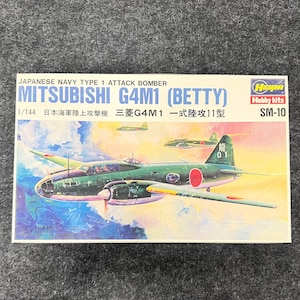 JAPANESE NAVY TYPE 1 ATTACK BOMBER
MITSUBISHI G4M1 (BETTY)
1/144 日本海軍陸上攻撃機 三菱G4M1 一式陸攻11型
Hasegawa
Hobby kits
SM-10